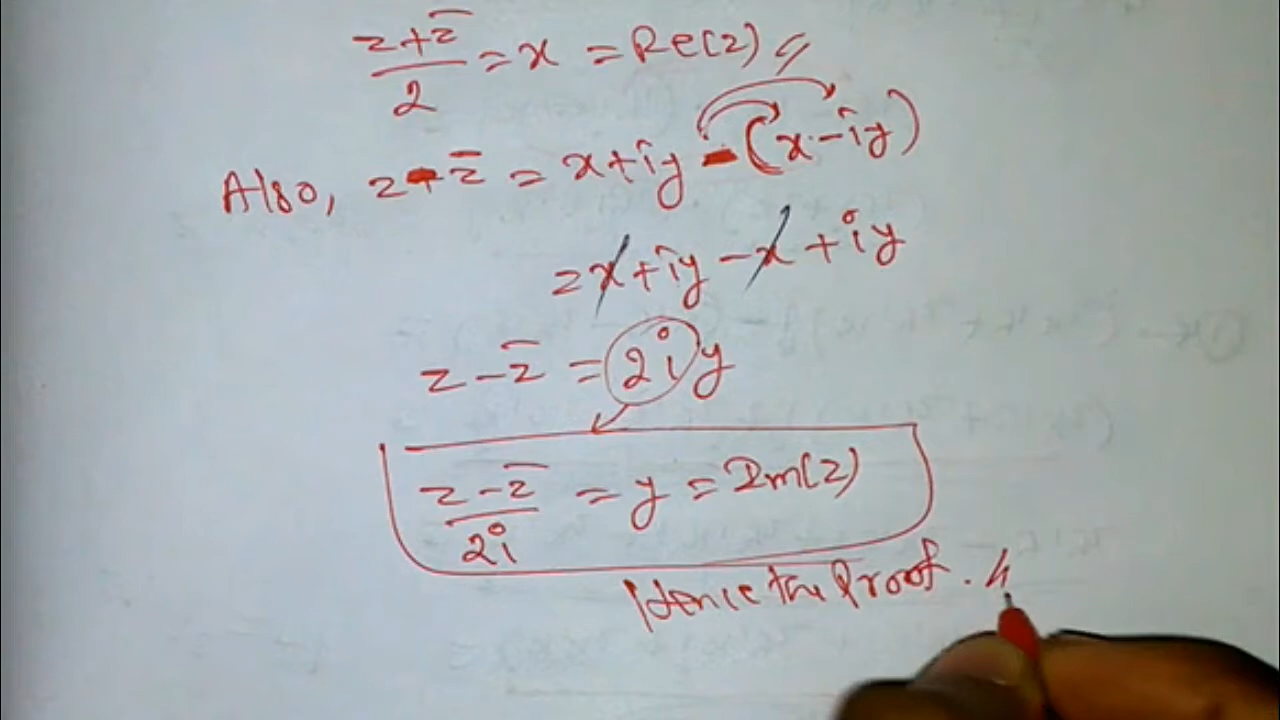 z+z̄/2 = x = Re(z)
Also, z-z̄ = x+iy - (x-iy)
= x+iy - x + iy
z - z̄ = 2iy
z-z̄/2i = y = Im(z)
Hence the Proof.